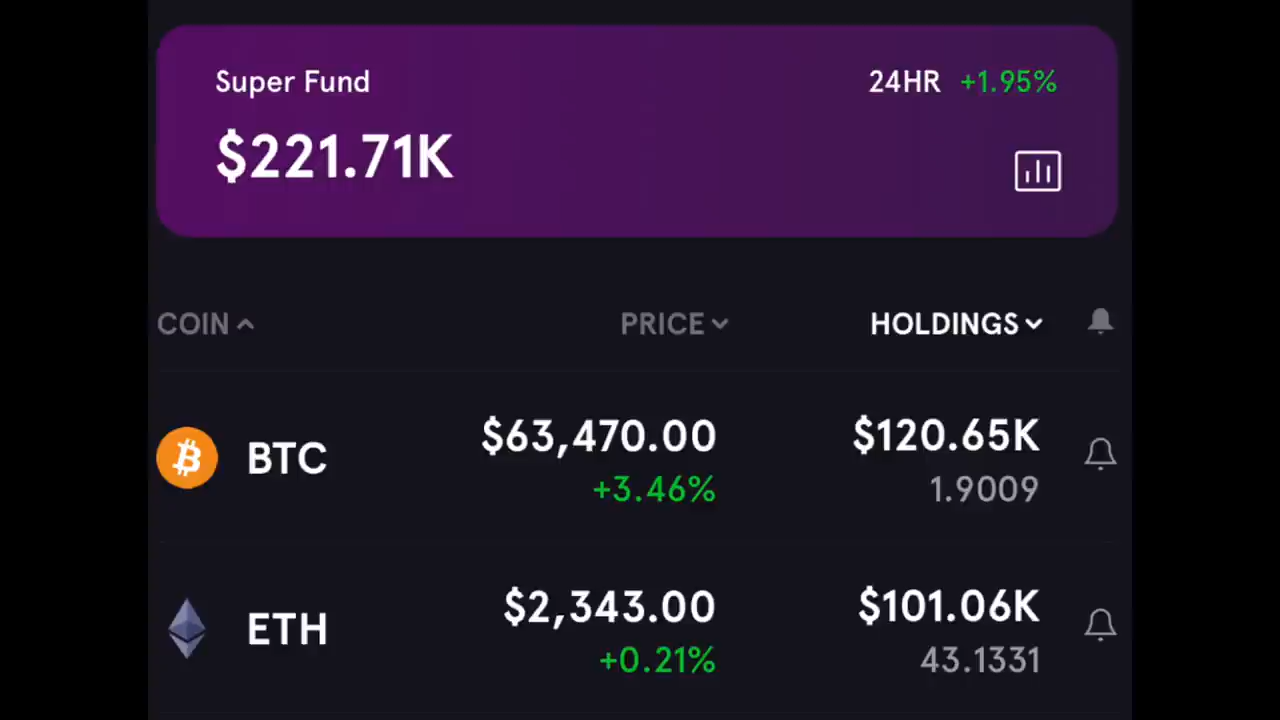 Super Fund
24HR +1.95%
$221.71K
COIN PRICE HOLDINGS
BTC $63,470.00 $120.65K
+3.46% 1.9009
ETH $2,343.00 $101.06K
+0.21% 43.1331